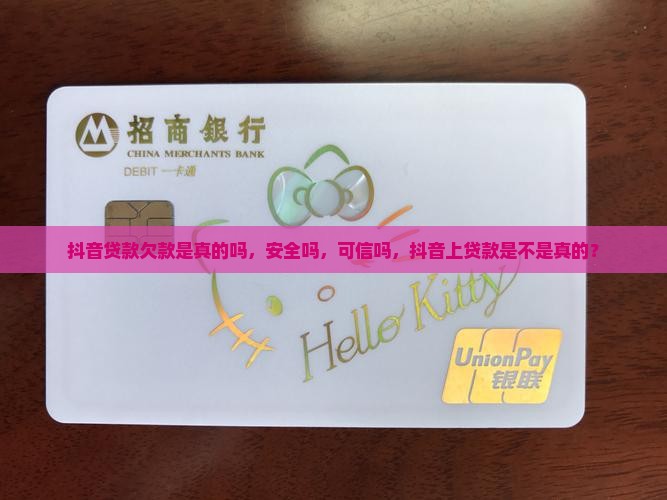 招商銀行
CHINA MERCHANTS BANK
DEBIT 一卡通
抖音贷款欠款是真的吗，安全吗，可信吗，抖音上贷款是不是真的？
Hello Kitty
UnionPay
银联